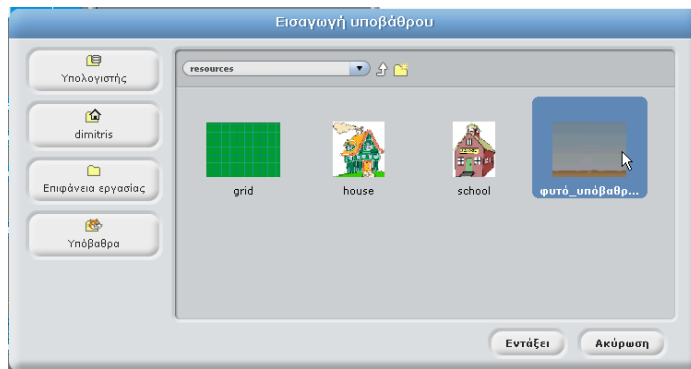 Εισαγωγή υποβάθρου
Υπολογιστής
dimitris
Επιφάνεια εργασίας
Υπόβαθρα
resources
grid
house
school
φυτό_υπόβαθρ...
Εντάξει
Ακύρωση